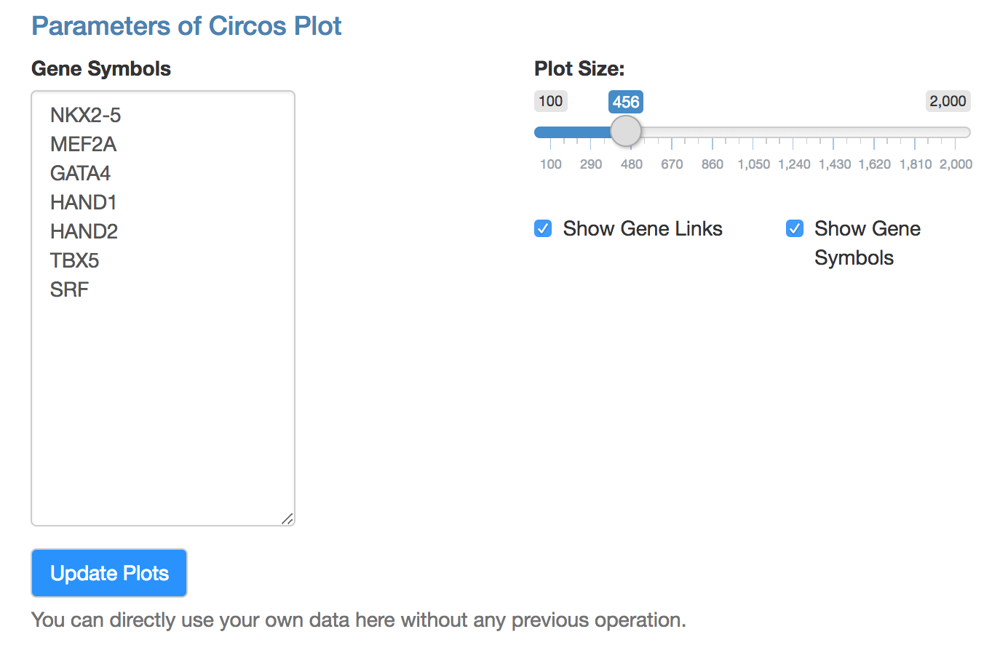 Parameters of Circos Plot
Gene Symbols
NKX2-5
MEF2A
GATA4
HAND1
HAND2
TBX5
SRF
Update Plots
You can directly use your own data here without any previous operation.
Plot Size:
100 456 2,000
100 290 480 670 860 1,050 1,240 1,430 1,620 1,810 2,000
Show Gene Links
Show Gene
Symbols